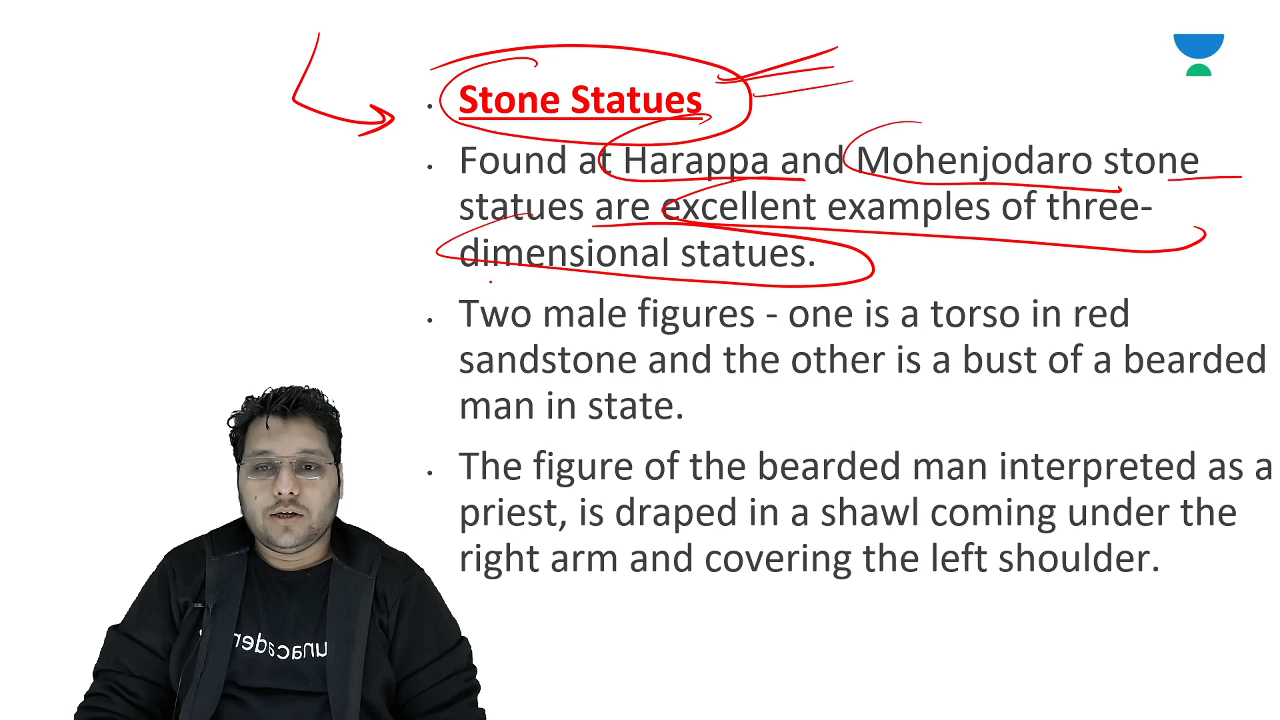 Stone Statues
Found at Harappa and Mohenjodaro stone
statues are excellent examples of three-
dimensional statues.
Two male figures - one is a torso in red
sandstone and the other is a bust of a bearded
man in state.
The figure of the bearded man interpreted as a
priest, is draped in a shawl coming under the
right arm and covering the left shoulder.
unacadem